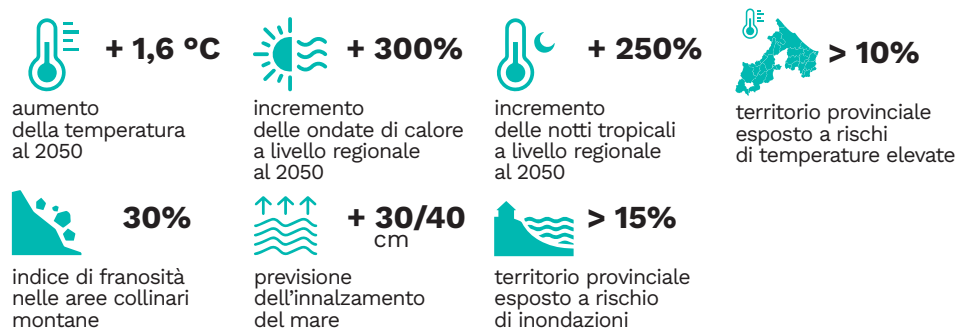 + 1,6 °C
aumento
della temperatura
al 2050
+ 300%
incremento
delle ondate di calore
a livello regionale
al 2050
+ 250%
incremento
delle notti tropicali
a livello regionale
al 2050
> 10%
territorio provinciale
esposto a rischi
di temperature elevate
30%
indice di franosità
nelle aree collinari
montane
+ 30/40
cm
previsione
dell’innalzamento
del mare
> 15%
territorio provinciale
esposto a rischio
di inondazioni